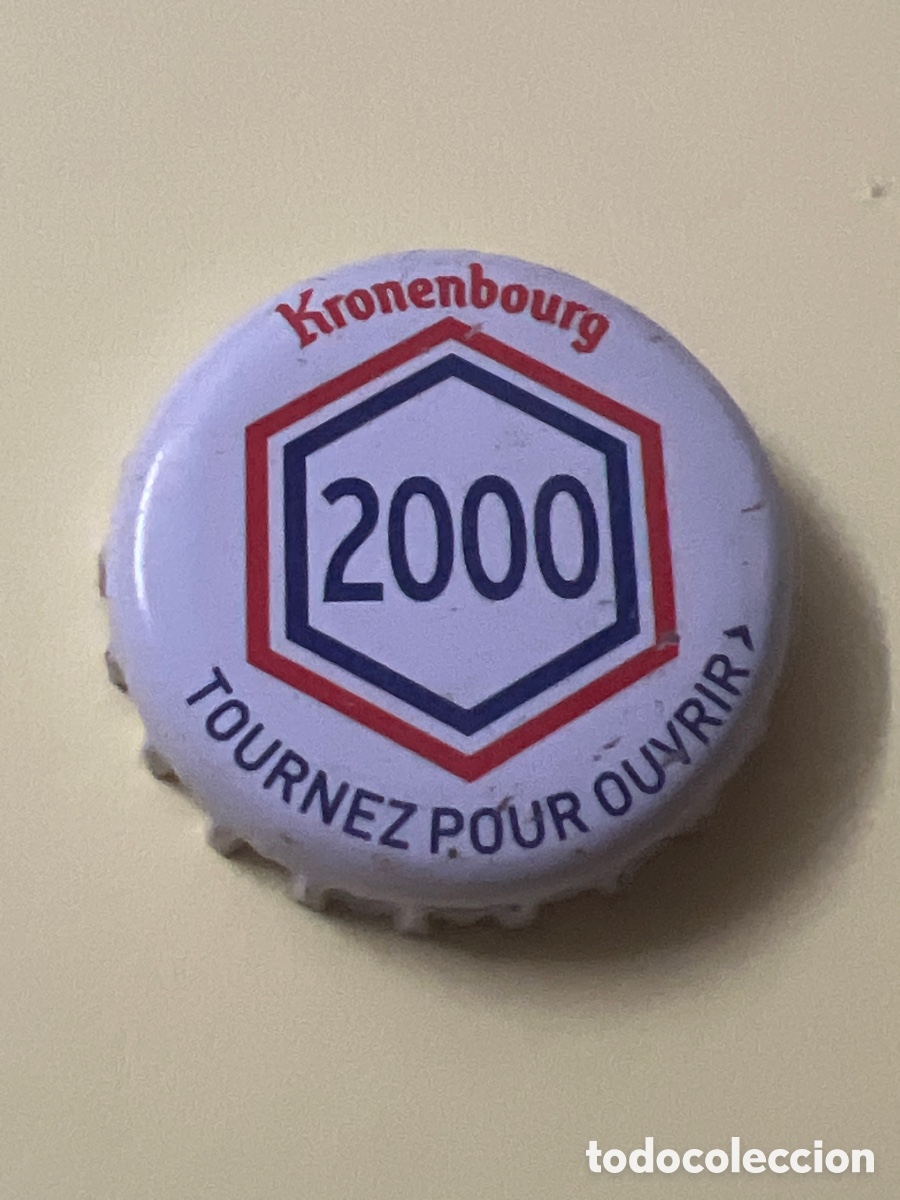 Kronenbourg
2000
TOURNEZ POUR OUVRIR >
todocoleccion